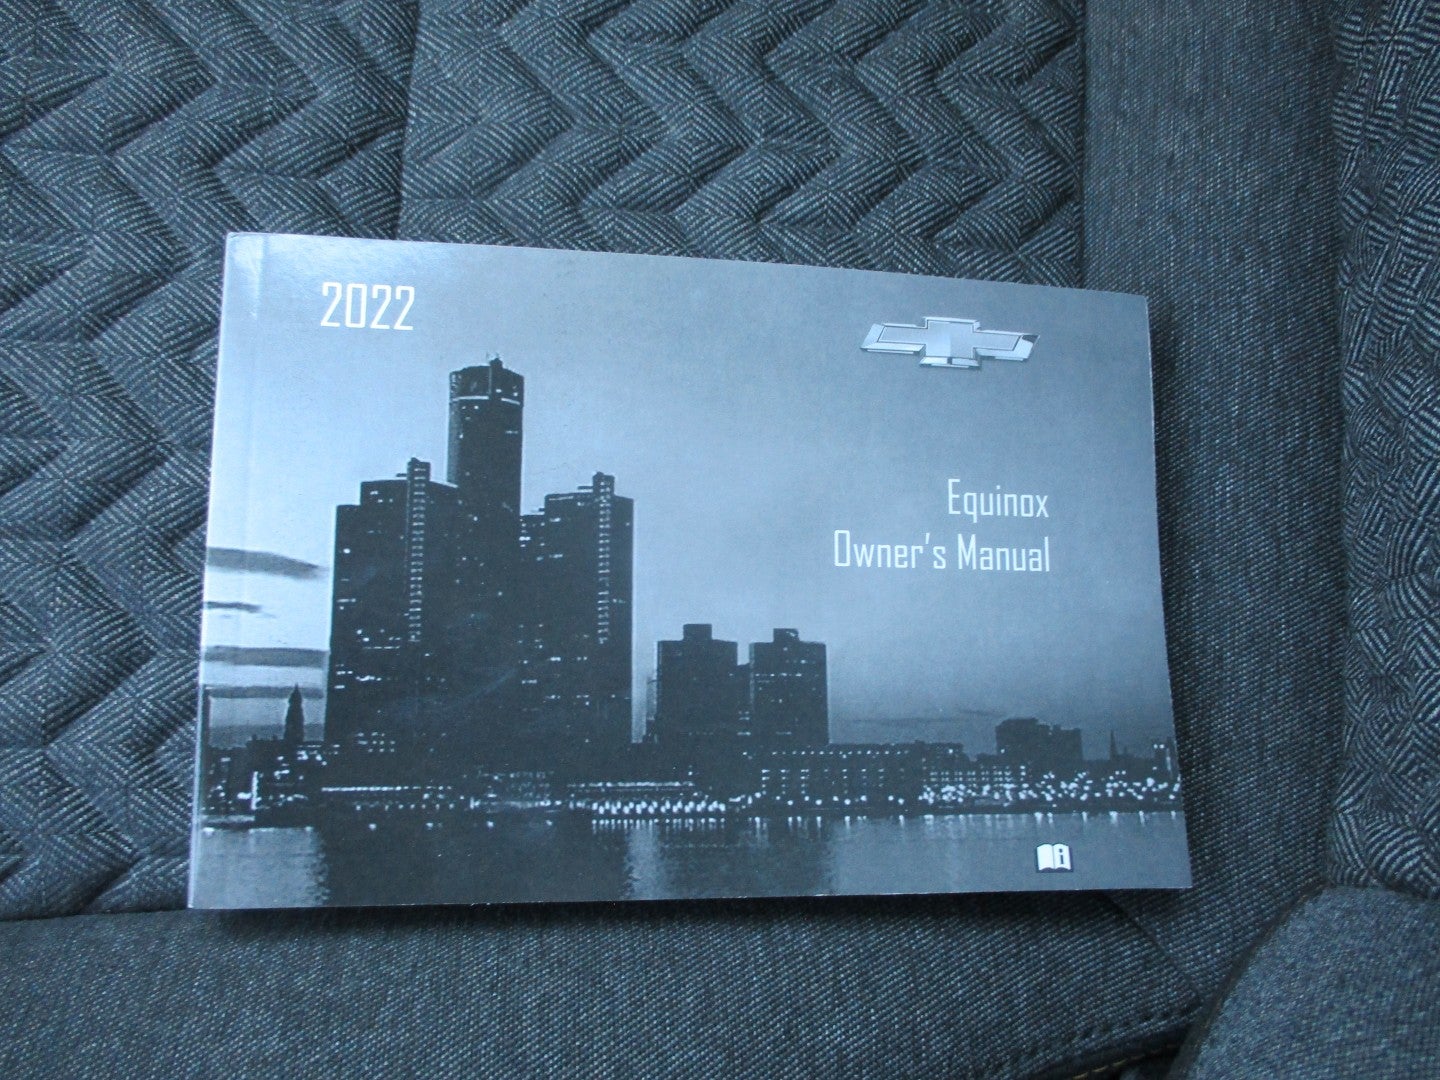 2022
Equinox
Owner's Manual
i